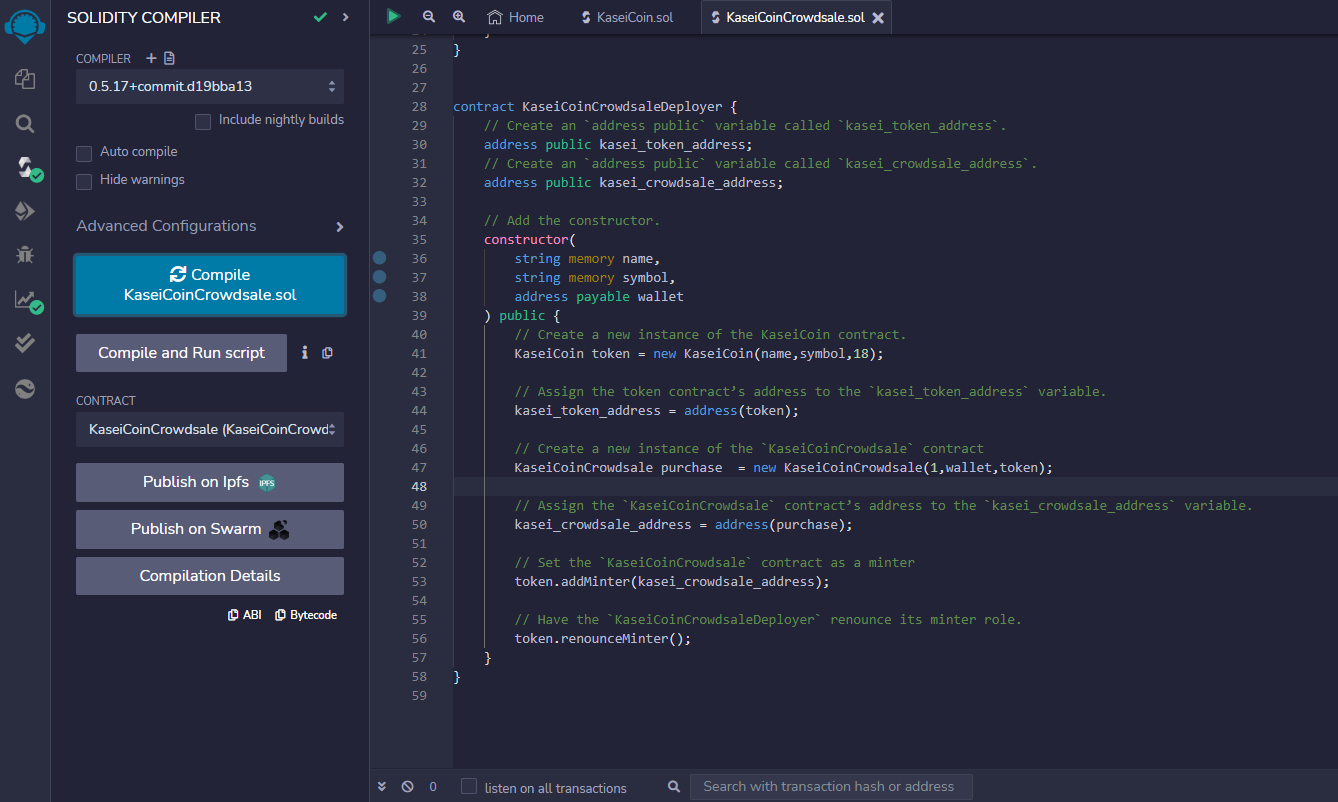 SOLIDITY COMPILER
COMPILER
0.5.17+commit.d19bba13
Include nightly builds
Auto compile
Hide warnings
Advanced Configurations
Compile
KaseiCoinCrowdsale.sol
Compile and Run script
CONTRACT
KaseiCoinCrowdsale (KaseiCoinCrowd
Publish on Ipfs IPFS
Publish on Swarm
Compilation Details
ABI Bytecode
Home KaseiCoin.sol KaseiCoinCrowdsale.sol
25 }
26
27
28 contract KaseiCoinCrowdsaleDeployer {
29 // Create an `address public` variable called `kasei_token_address`.
30 address public kasei_token_address;
31 // Create an `address public` variable called `kasei_crowdsale_address`.
32 address public kasei_crowdsale_address;
33
34 // Add the constructor.
35 constructor(
36 string memory name,
37 string memory symbol,
38 address payable wallet
39 ) public {
40 // Create a new instance of the KaseiCoin contract.
41 KaseiCoin token = new KaseiCoin(name,symbol,18);
42
43 // Assign the token contract’s address to the `kasei_token_address` variable.
44 kasei_token_address = address(token);
45
46 // Create a new instance of the `KaseiCoinCrowdsale` contract
47 KaseiCoinCrowdsale purchase  = new KaseiCoinCrowdsale(1,wallet,token);
48
49 // Assign the `KaseiCoinCrowdsale` contract’s address to the `kasei_crowdsale_address` variable.
50 kasei_crowdsale_address = address(purchase);
51
52 // Set the `KaseiCoinCrowdsale` contract as a minter
53 token.addMinter(kasei_crowdsale_address);
54
55 // Have the `KaseiCoinCrowdsaleDeployer` renounce its minter role.
56 token.renounceMinter();
57 }
58 }
59
0 listen on all transactions Search with transaction hash or address